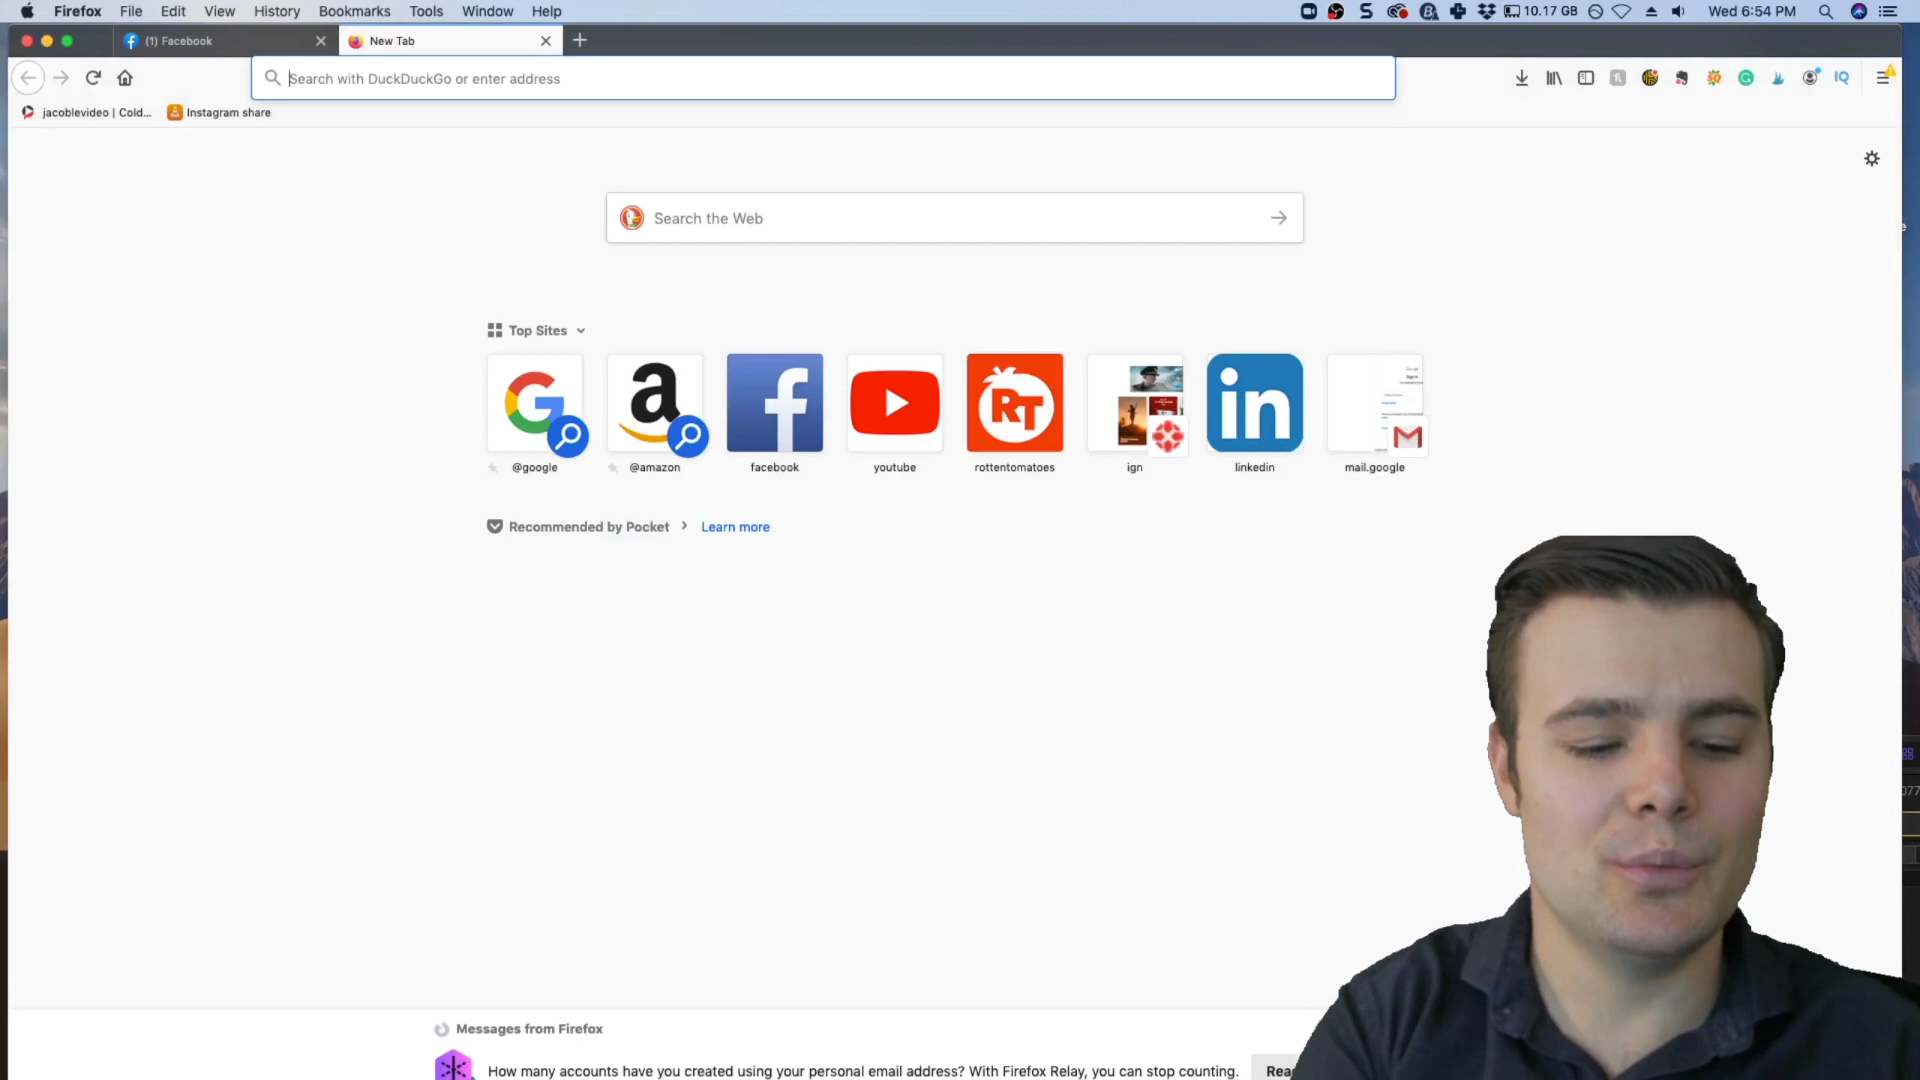 Firefox File Edit View History Bookmarks Tools Window Help 10.17 GB Wed 6:54 PM
(1) Facebook New Tab
Search with DuckDuckGo or enter address
IQ
jacoblevideo | Cold... Instagram share
Search the Web
Top Sites
@google @amazon facebook youtube rottentomatoes ign linkedin mail.google
Recommended by Pocket Learn more
Messages from Firefox
How many accounts have you created using your personal email address? With Firefox Relay, you can stop counting.